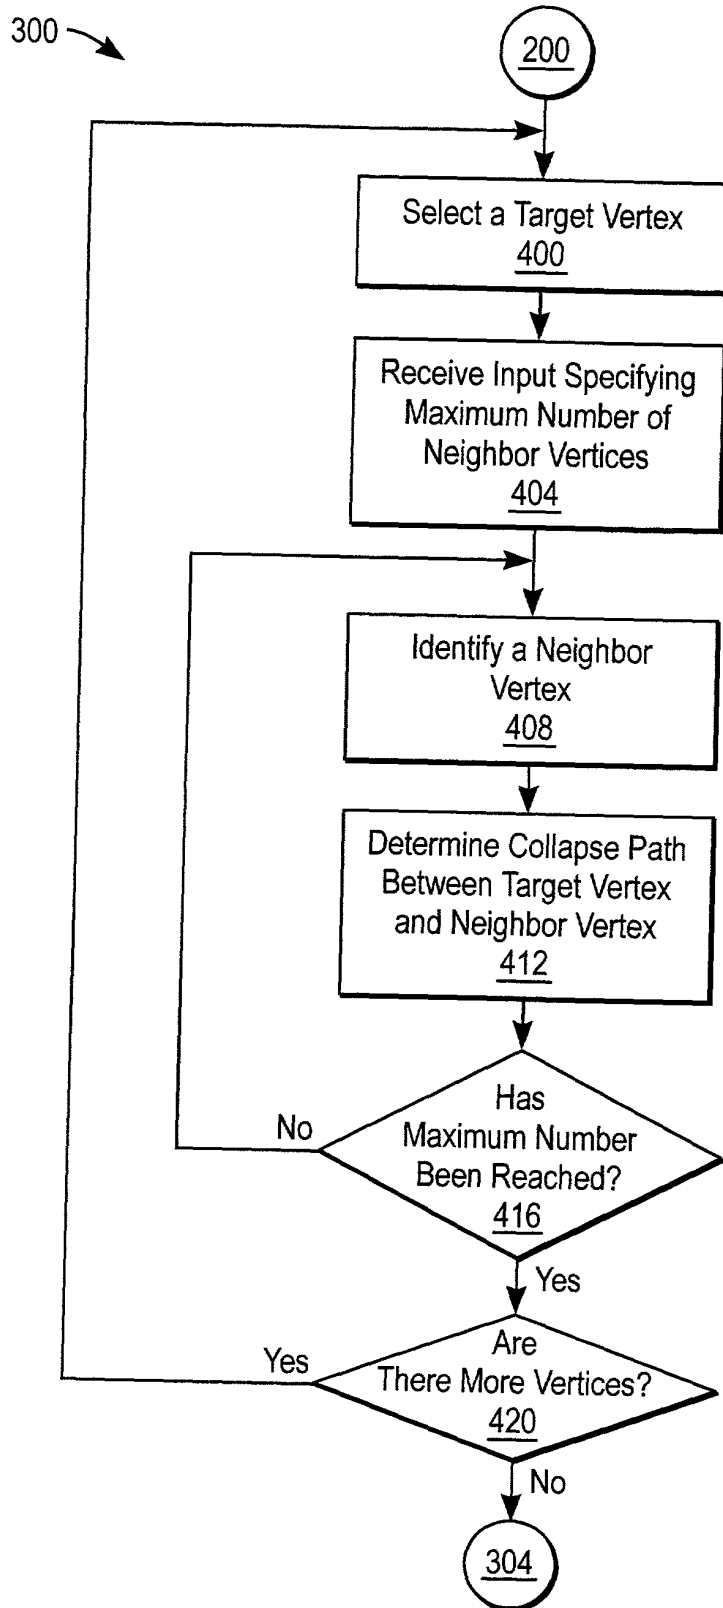 300
200
Select a Target Vertex
400
Receive Input Specifying
Maximum Number of
Neighbor Vertices
404
Identify a Neighbor
Vertex
408
Determine Collapse Path
Between Target Vertex
and Neighbor Vertex
412
Has
Maximum Number
Been Reached?
416
No
Yes
Are
There More Vertices?
420
Yes
No
304